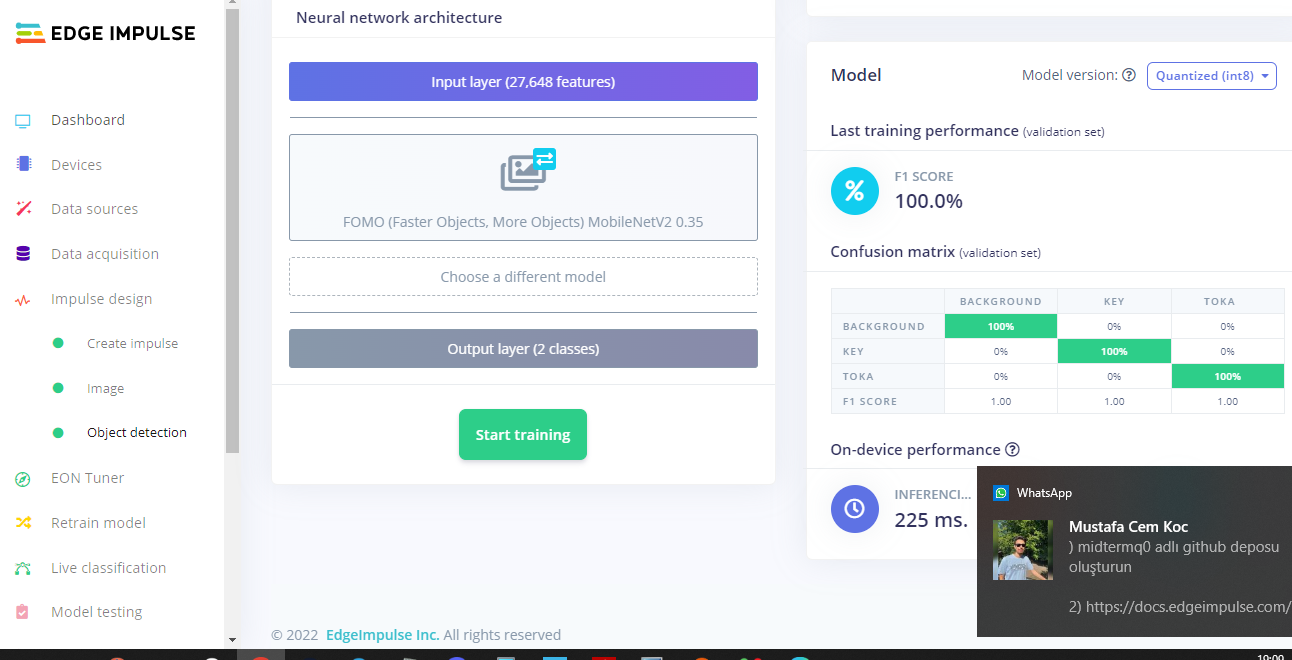 EDGE IMPULSE
Dashboard
Devices
Data sources
Data acquisition
Impulse design
Create impulse
Image
Object detection
EON Tuner
Retrain model
Live classification
Model testing
Neural network architecture
Input layer (27,648 features)
FOMO (Faster Objects, More Objects) MobileNetV2 0.35
Choose a different model
Output layer (2 classes)
Start training
© 2022 EdgeImpulse Inc. All rights reserved
Model
Model version: ? Quantized (int8)
Last training performance (validation set)
%
F1 SCORE
100.0%
Confusion matrix (validation set)
BACKGROUND KEY TOKA
BACKGROUND 100% 0% 0%
KEY 0% 100% 0%
TOKA 0% 0% 100%
F1 SCORE 1.00 1.00 1.00
On-device performance ?
INFERENCI...
225 ms.
WhatsApp
Mustafa Cem Koc
) midtermq0 adlı github deposu
oluşturun
2) https://docs.edgeimpulse.com/